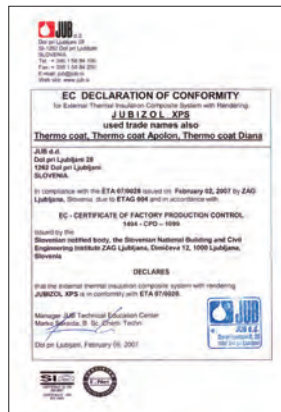 JUB d.d.
Dol pri Ljubljani 28
SI-1262 Dol pri Ljubljani
SLOVENIA
EC DECLARATION OF CONFORMITY
for External Thermal Insulation Composite System with Rendering
JUBIZOL XPS
used trade names also
Thermo coat, Thermo coat Apolon, Thermo coat Diana
JUB d.d.
Dol pri Ljubljani 28
1262 Dol pri Ljubljani
SLOVENIA
In compliance with the ETA 07/0028 issued on February 02, 2007 by ZAG
Ljubljana, Slovenia, due to ETAG 004 and in accordance with
EC - CERTIFICATE OF FACTORY PRODUCTION CONTROL
1404 - CPD - 1099
issued by the
Slovenian notified body, the Slovenian National Building and Civil
Engineering Institute ZAG Ljubljana, Dimičeva 12, 1000 Ljubljana,
Slovenia
DECLARES
that the external thermal insulation composite system with rendering
JUBIZOL XPS is in conformity with ETA 07/0028.
Manager JUB Technical Education Center
B. Sc. Chem. Techn.
JUB
JUB d.d.
Dol pri Ljubljani, February 09, 2007